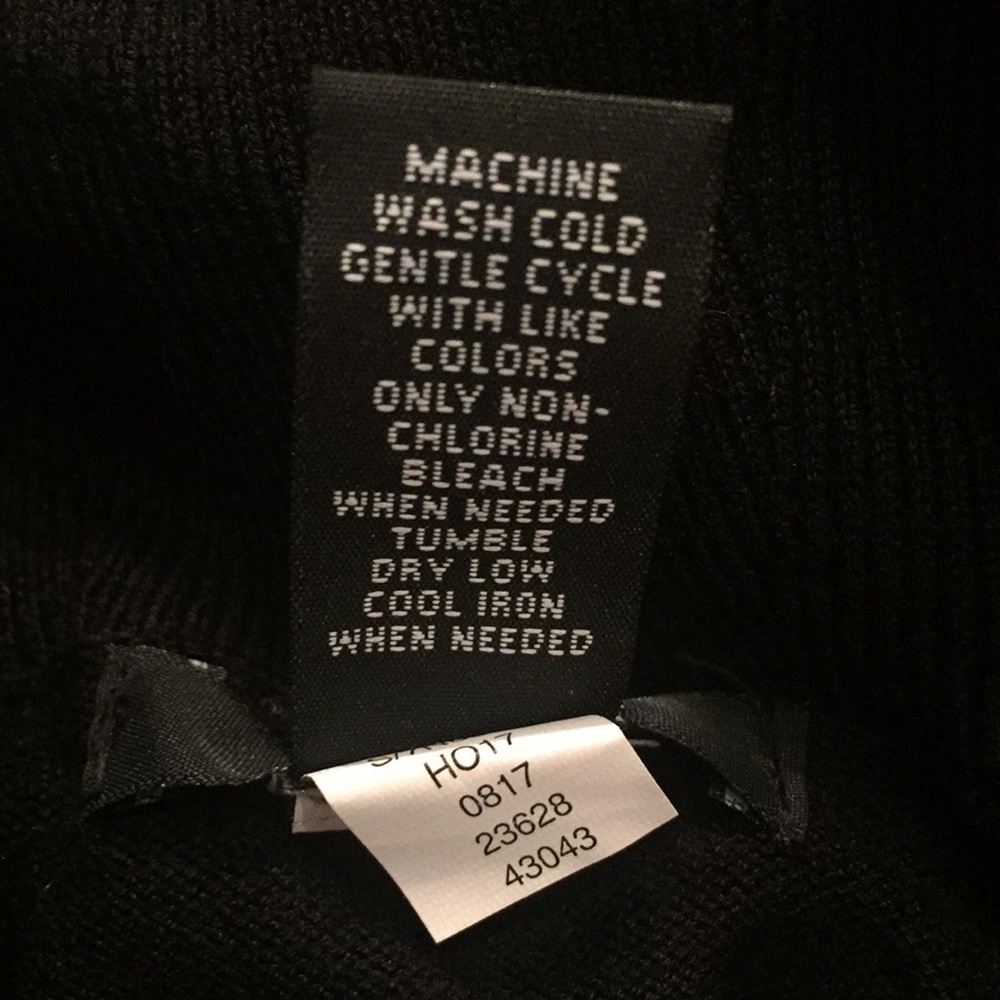 MACHINE
WASH COLD
GENTLE CYCLE
WITH LIKE
COLORS
ONLY NON-
CHLORINE
BLEACH
WHEN NEEDED
TUMBLE
DRY LOW
COOL IRON
WHEN NEEDED
HO17
0817
23628
43043